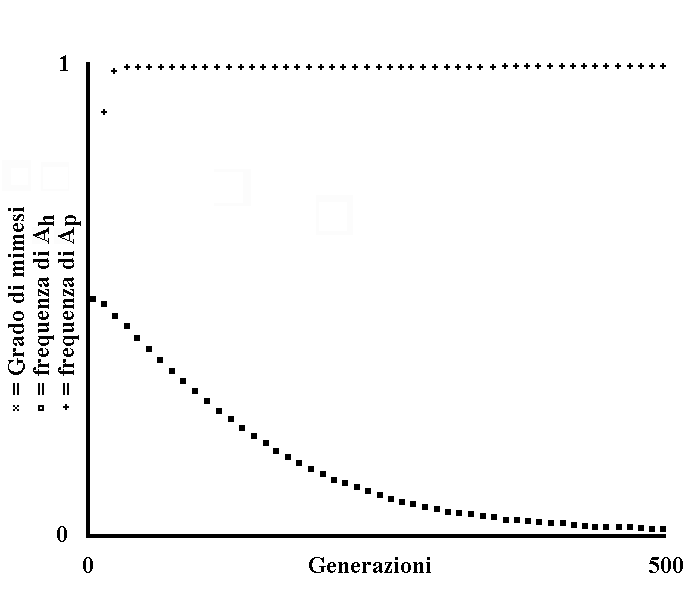 1
× = Grado di mimesi
▫ = frequenza di Ah
+ = frequenza di Ap
0
0 Generazioni 500